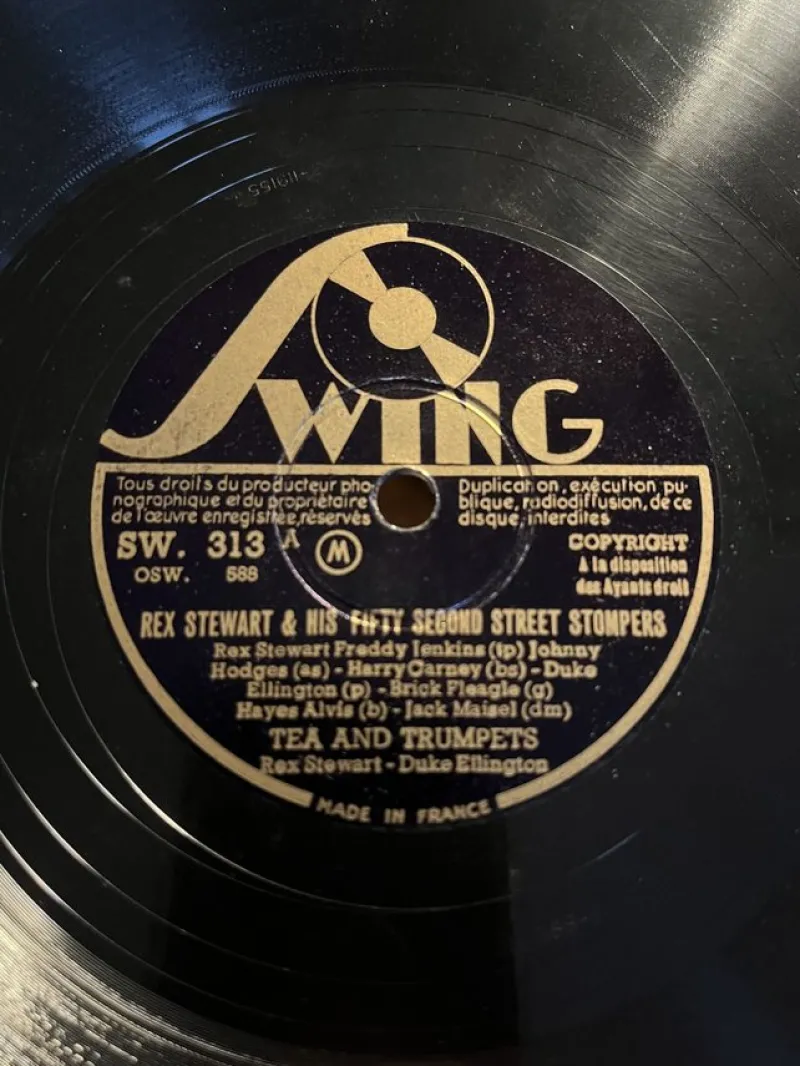 SWING
Tous droits du producteur pho-
nographique et du propriétaire
de l'œuvre enregistrée, réservés
Duplication, exécution pu-
blique, radiodiffusion, de ce
disque, interdites
SW. 313 A
M
OSW. 588
COPYRIGHT
A la disposition
des Ayants droit
REX STEWART & HIS FIFTY SECOND STREET STOMPERS
Rex Stewart Freddy Jenkins (tp) Johnny
Hodges (as) - Harry Carney (bs) - Duke
Ellington (p) - Brick Fleagle (g)
Hayes Alvis (b) - Jack Maisel (dm)
TEA AND TRUMPETS
Rex Stewart - Duke Ellington
MADE IN FRANCE